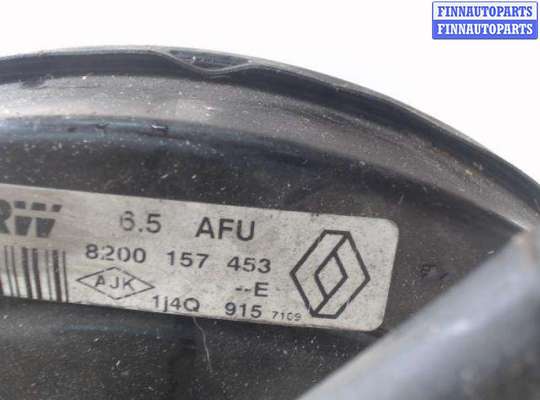 FINNAUTOPARTS
FINNAUTOPARTS
RW 6.5 AFU
8200 157 453
AJK --E
1J4Q 915 7109